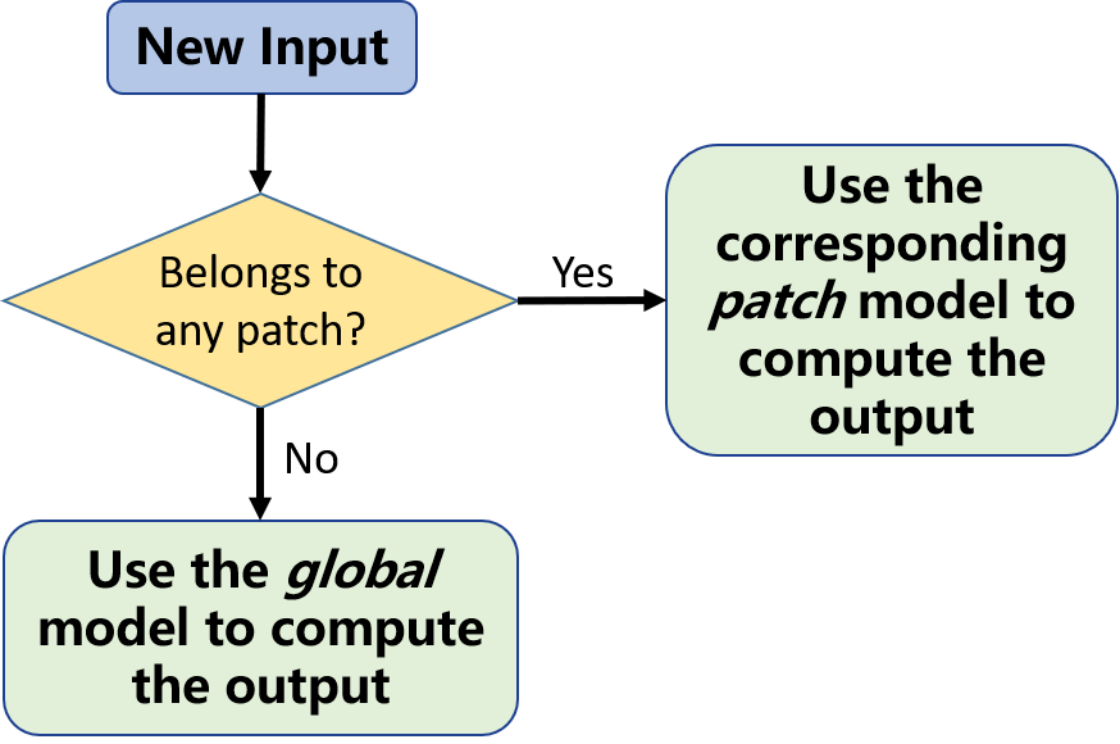 New Input
Belongs to
any patch?
Yes
Use the
corresponding
patch model to
compute the
output
No
Use the global
model to compute
the output